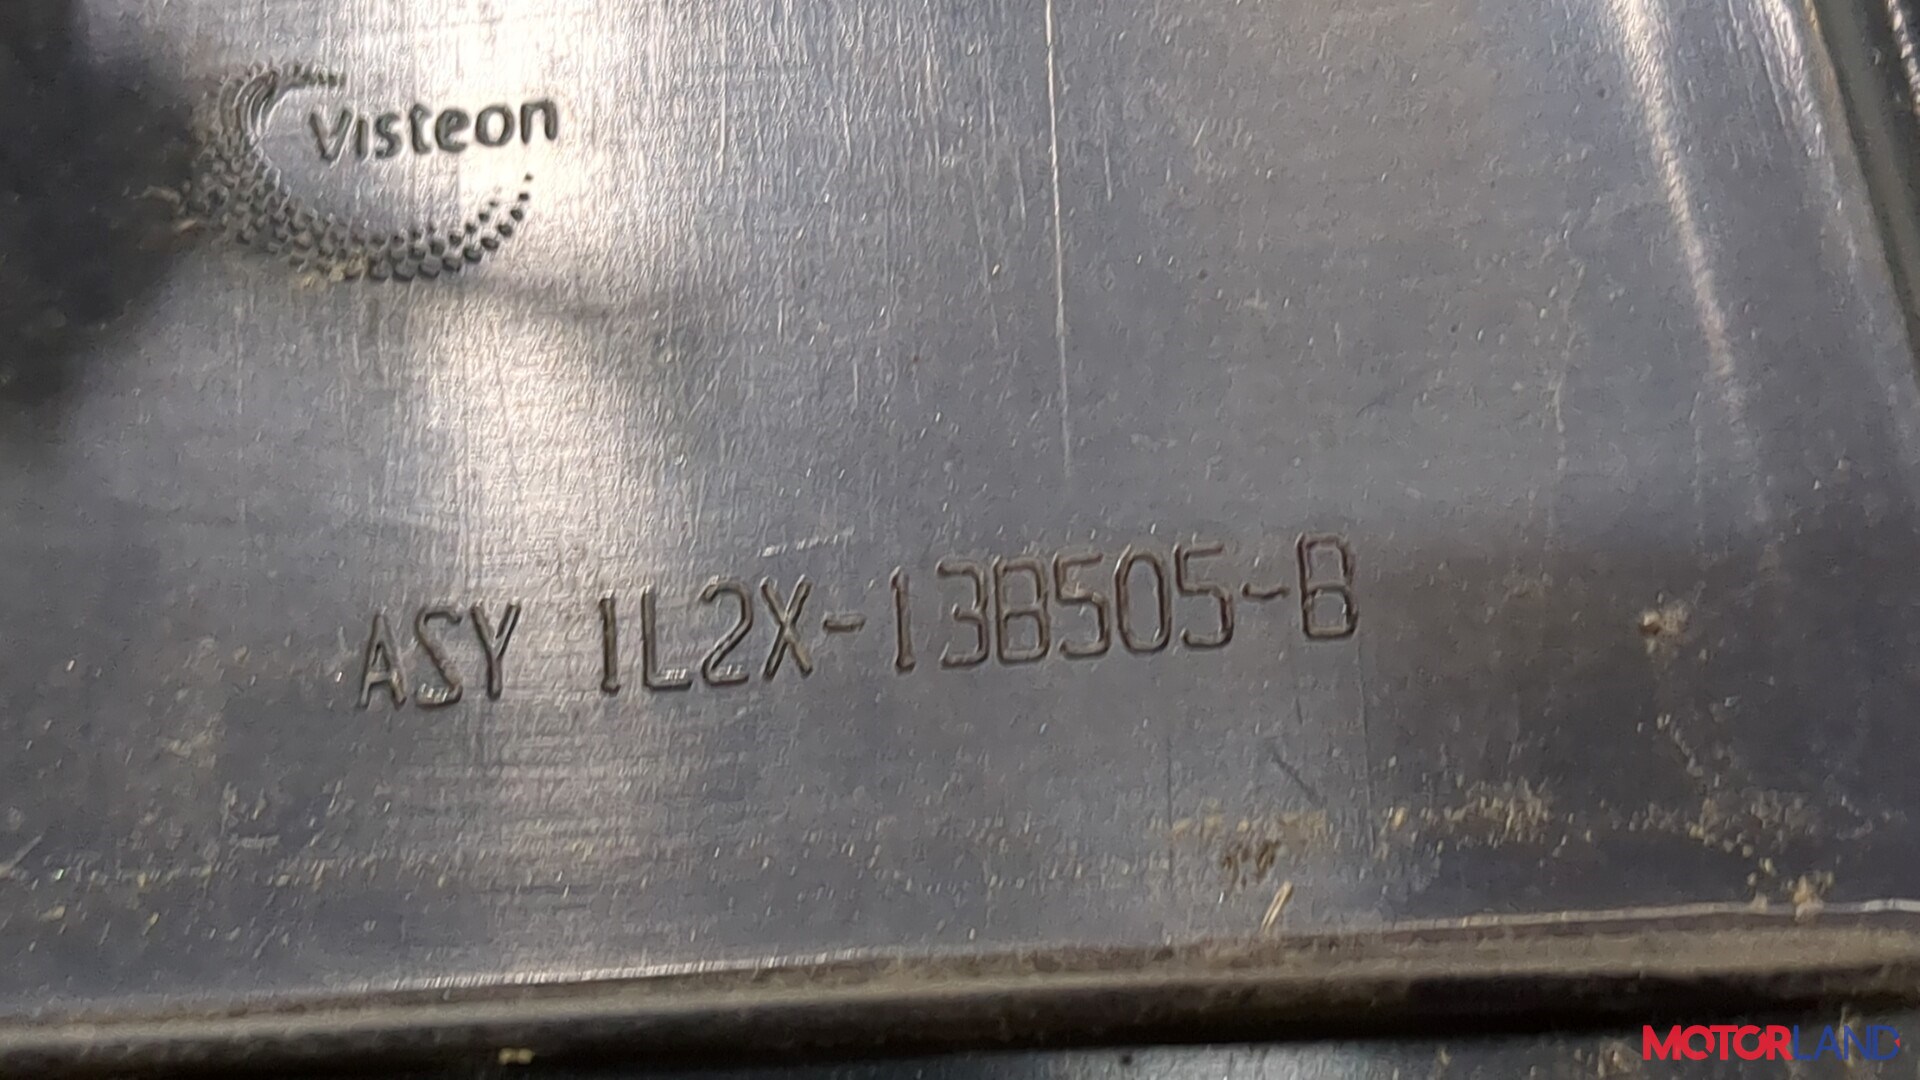 Visteon
ASY 1L2X-13B505-B
MOTORLAND